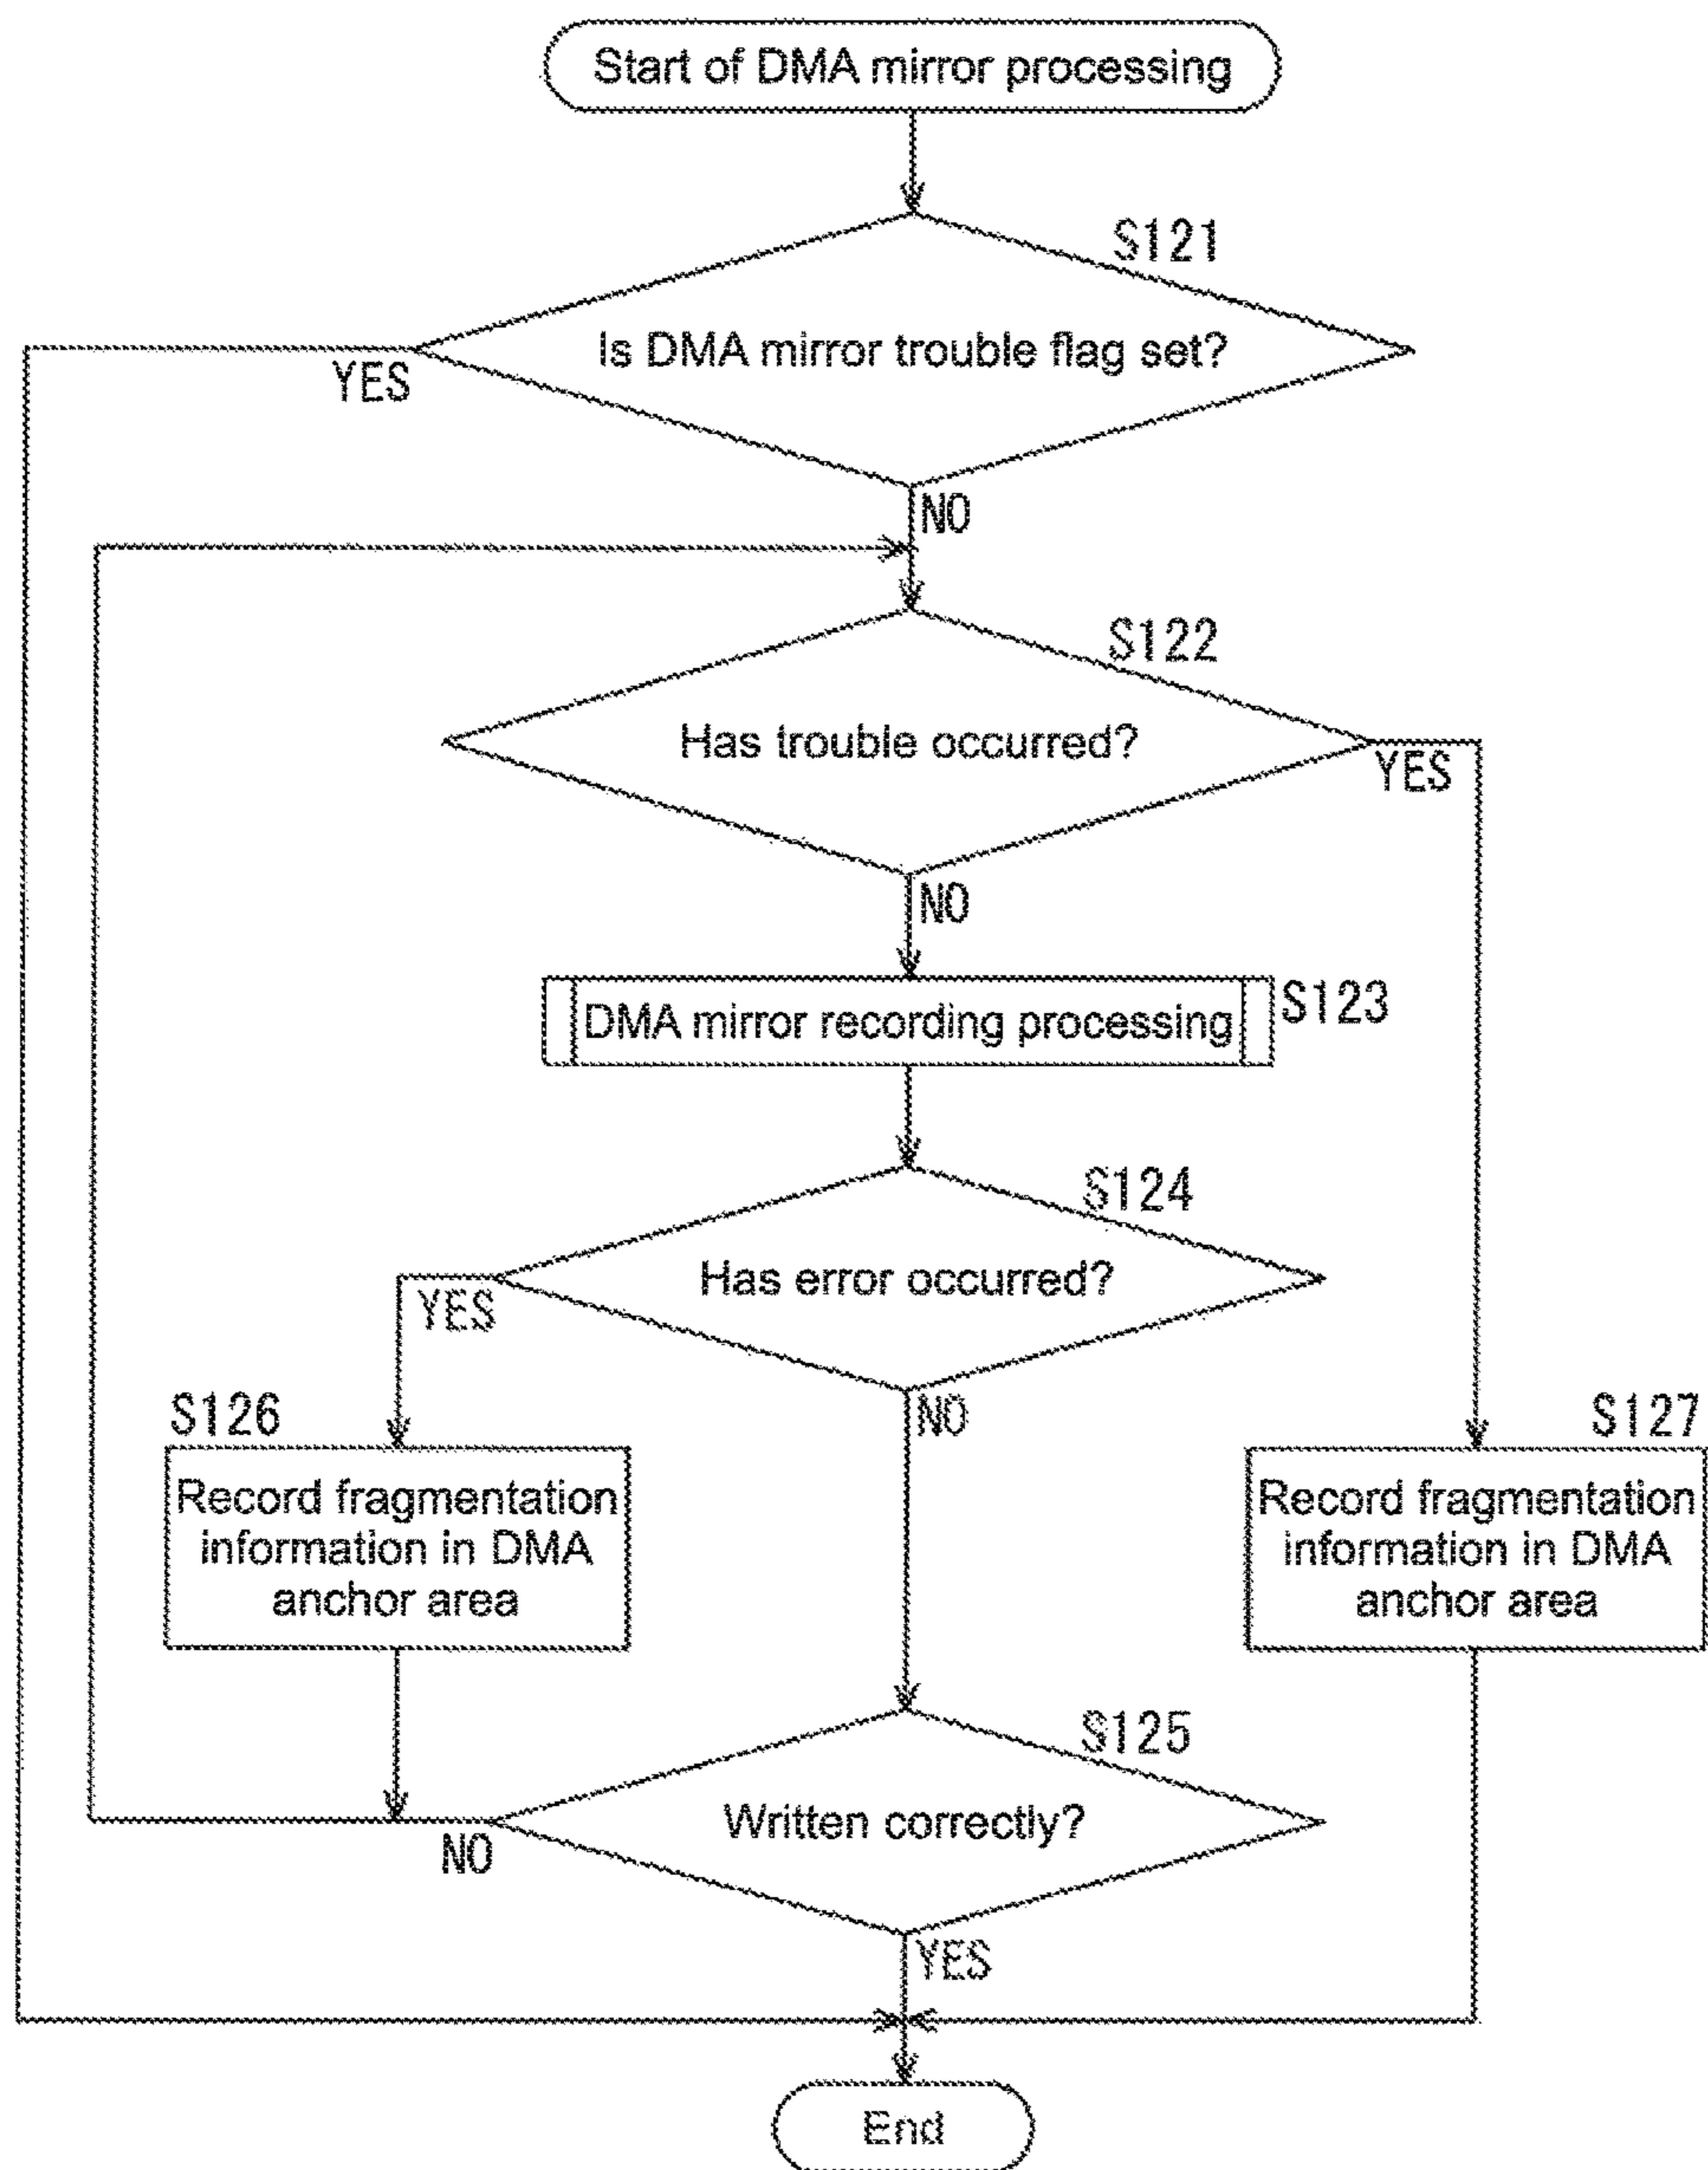 Start of DMA mirror processing
S121
Is DMA mirror trouble flag set?
YES
NO
S122
Has trouble occurred?
YES
NO
DMA mirror recording processing
S123
S124
Has error occurred?
YES
NO
S126
Record fragmentation
information in DMA
anchor area
S127
Record fragmentation
information in DMA
anchor area
S125
Written correctly?
NO
YES
End